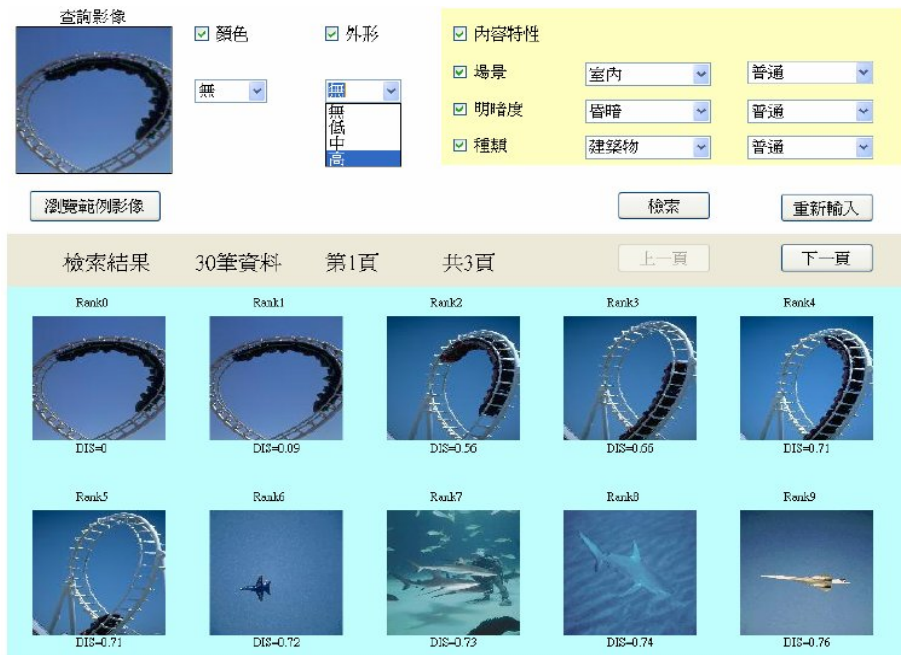 查詢影像
顏色
外形
內容特性
無
無
無
低
中
高
場景 室內 普通
明暗度 昏暗 普通
種類 建築物 普通
瀏覽範例影像 檢索 重新輸入
檢索結果 30筆資料 第1頁 共3頁 上一頁 下一頁
Rank0 Rank1 Rank2 Rank3 Rank4
DIS=0 DIS=0.09 DIS=0.56 DIS=0.66 DIS=0.71
Rank5 Rank6 Rank7 Rank8 Rank9
DIS=0.71 DIS=0.72 DIS=0.73 DIS=0.74 DIS=0.76